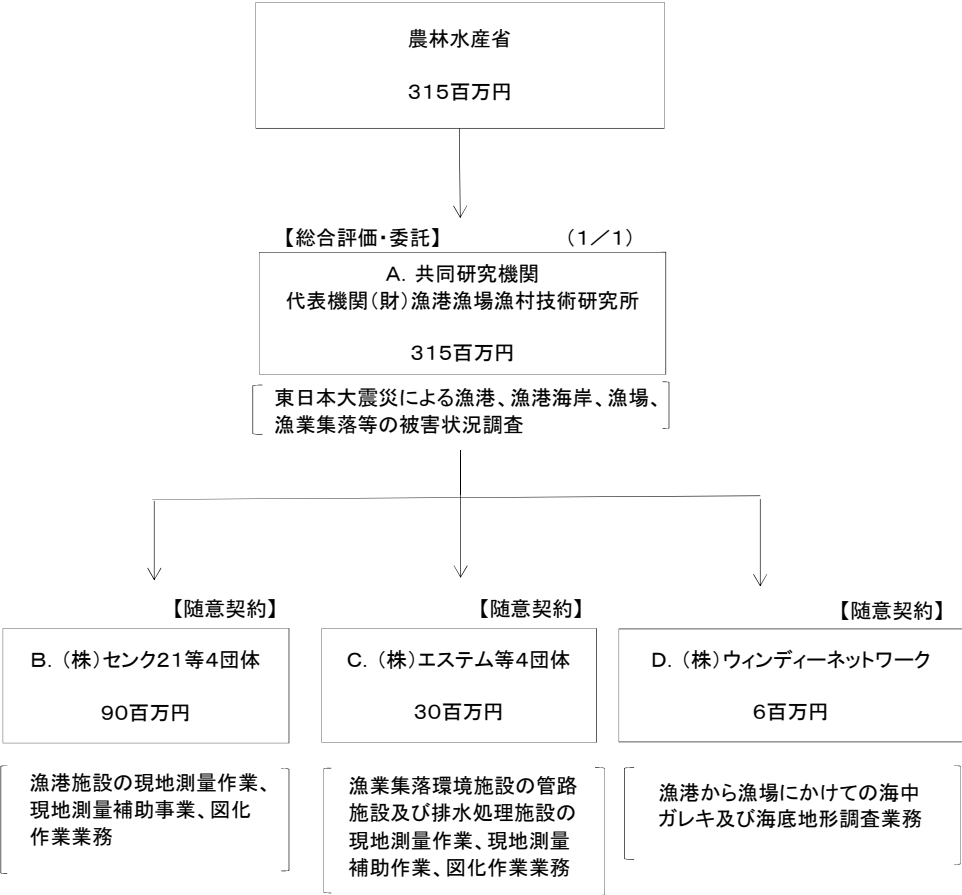 農林水産省
315百万円
【総合評価・委託】 (1/1)
A. 共同研究機関
代表機関(財)漁港漁場漁村技術研究所
315百万円
東日本大震災による漁港、漁港海岸、漁場、
漁業集落等の被害状況調査
【随意契約】
B. (株)センク21等4団体
90百万円
漁港施設の現地測量作業、
現地測量補助事業、図化
作業業務
【随意契約】
C. (株)エステム等4団体
30百万円
漁業集落環境施設の管路
施設及び排水処理施設の
現地測量作業、現地測量
補助作業、図化作業業務
【随意契約】
D. (株)ウィンディーネットワーク
6百万円
漁港から漁場にかけての海中
ガレキ及び海底地形調査業務